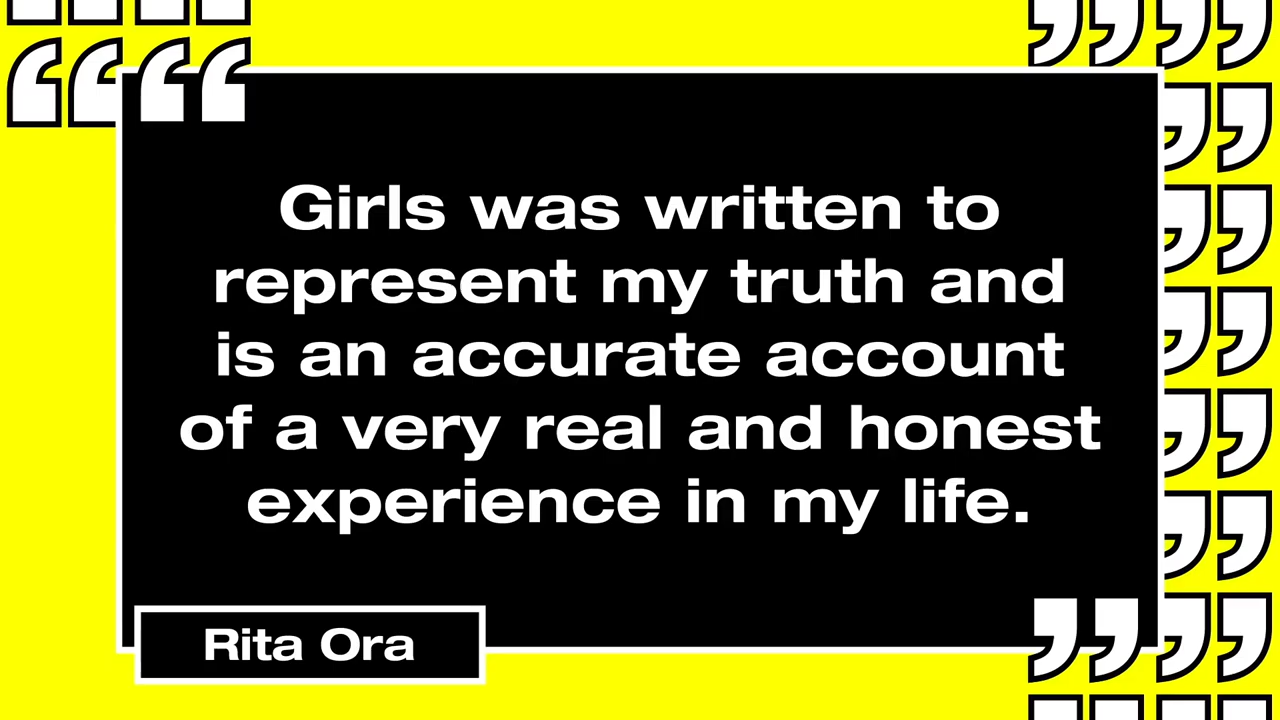 Girls was written to
represent my truth and
is an accurate account
of a very real and honest
experience in my life.
Rita Ora